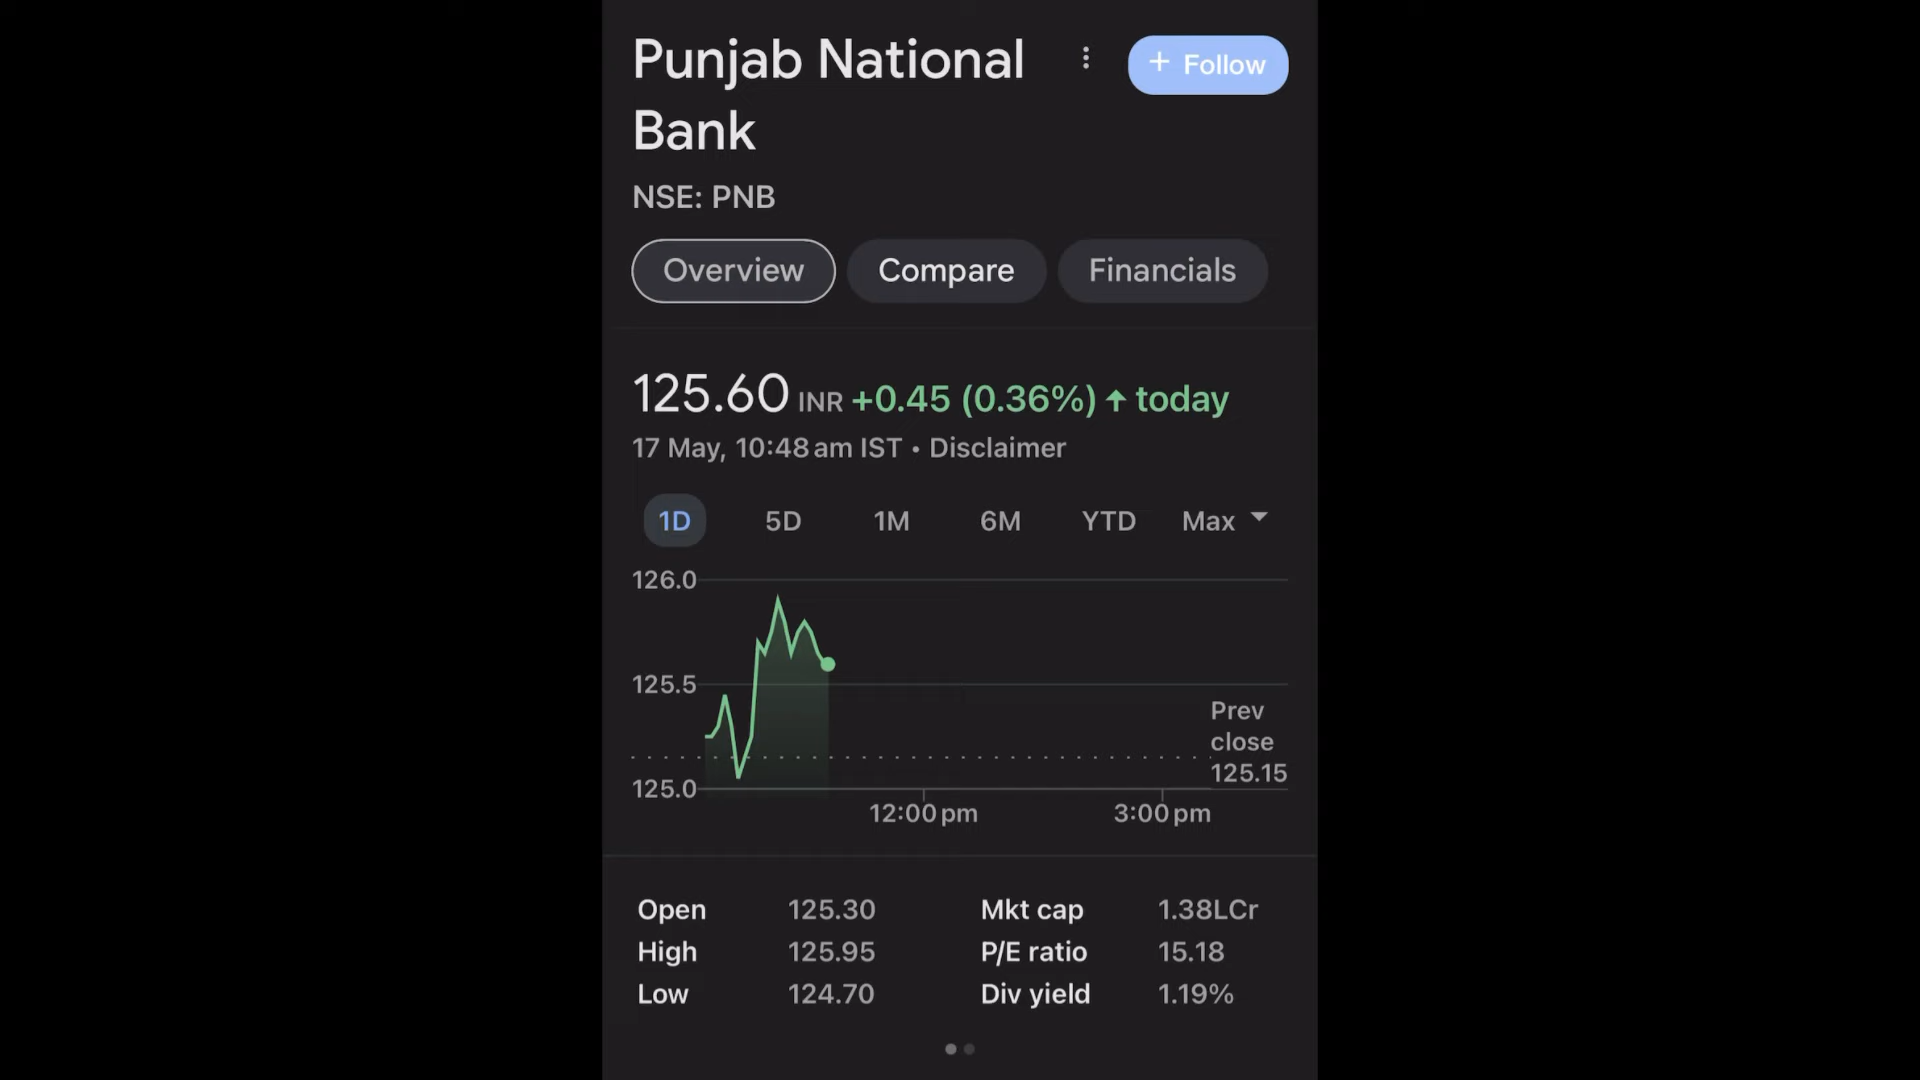 Punjab National
Bank
+ Follow
NSE: PNB
Overview Compare Financials
125.60 INR +0.45 (0.36%) ↑ today
17 May, 10:48 am IST • Disclaimer
1D 5D 1M 6M YTD Max
126.0
125.5
125.0
Prev
close
125.15
12:00 pm 3:00 pm
Open 125.30 Mkt cap 1.38LCr
High 125.95 P/E ratio 15.18
Low 124.70 Div yield 1.19%